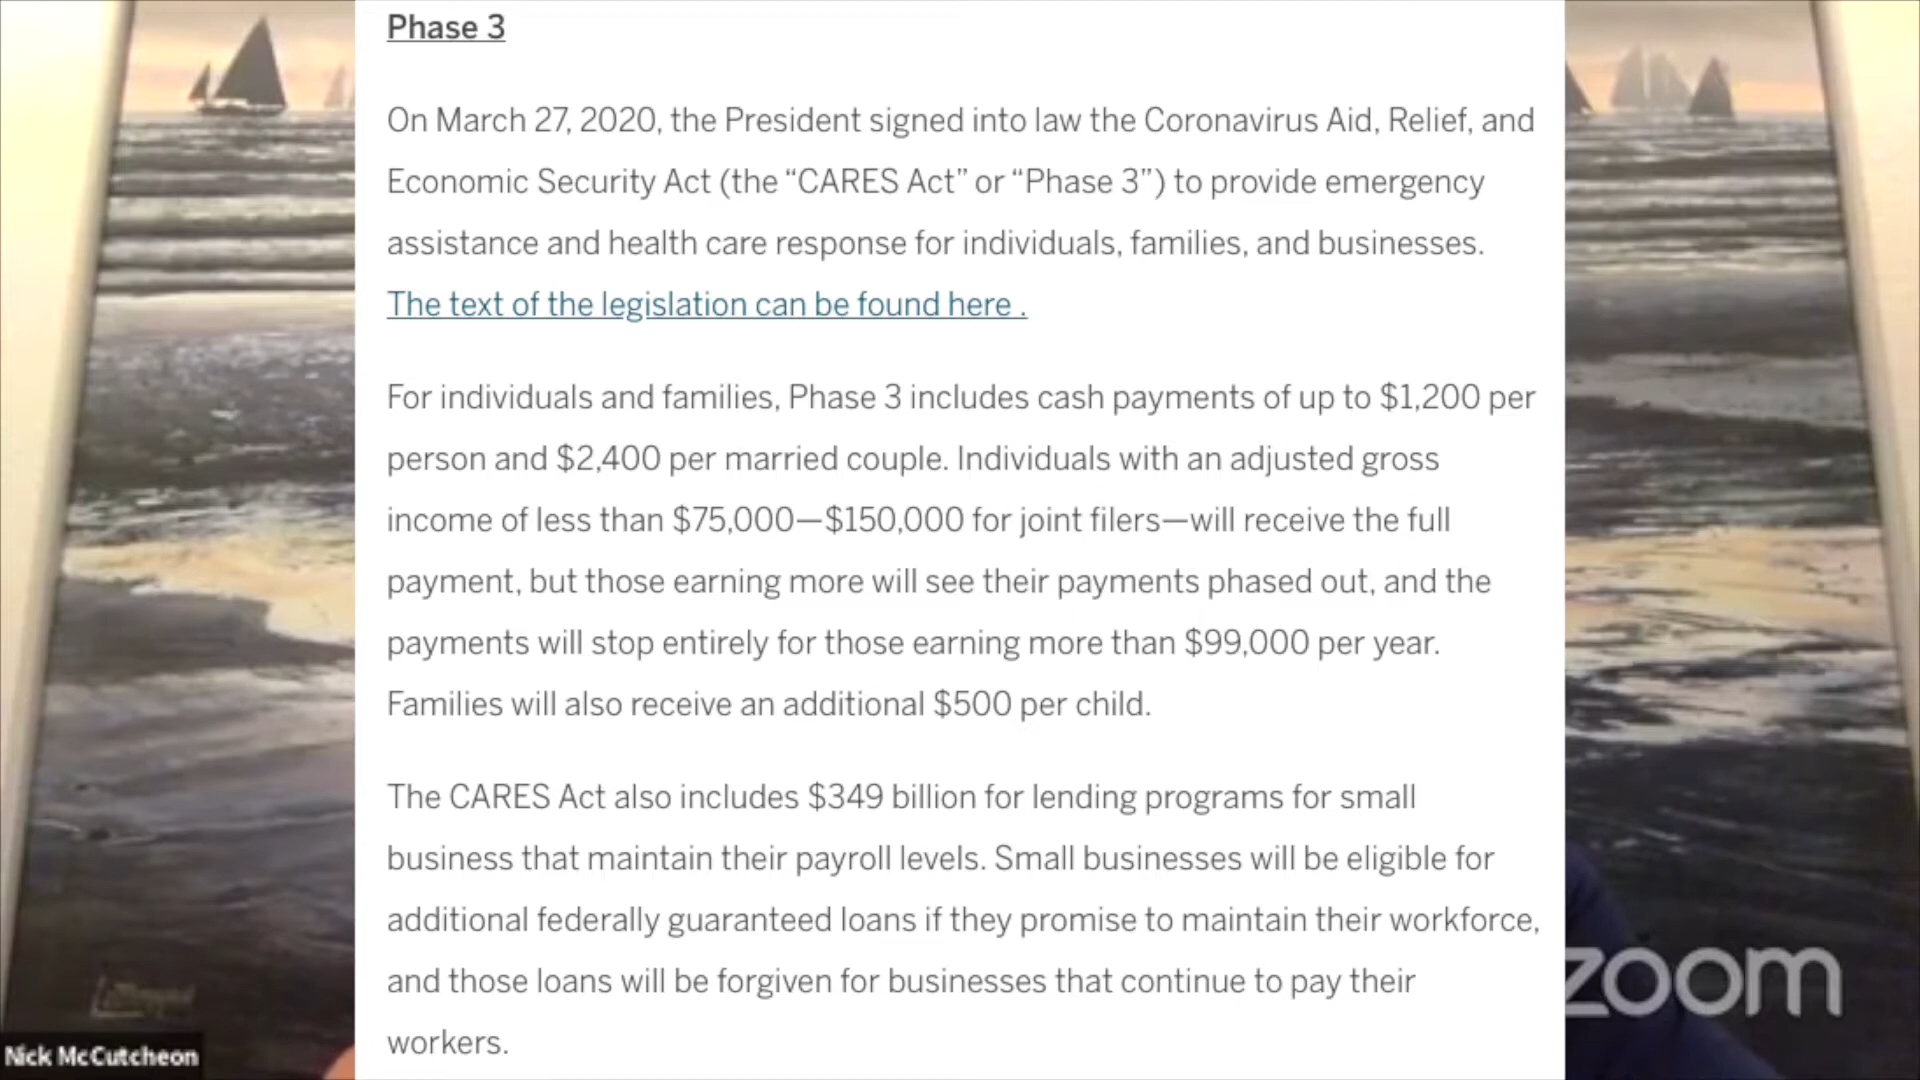 Phase 3
On March 27, 2020, the President signed into law the Coronavirus Aid, Relief, and
Economic Security Act (the “CARES Act” or “Phase 3”) to provide emergency
assistance and health care response for individuals, families, and businesses.
The text of the legislation can be found here .
For individuals and families, Phase 3 includes cash payments of up to $1,200 per
person and $2,400 per married couple. Individuals with an adjusted gross
income of less than $75,000—$150,000 for joint filers—will receive the full
payment, but those earning more will see their payments phased out, and the
payments will stop entirely for those earning more than $99,000 per year.
Families will also receive an additional $500 per child.
The CARES Act also includes $349 billion for lending programs for small
business that maintain their payroll levels. Small businesses will be eligible for
additional federally guaranteed loans if they promise to maintain their workforce,
and those loans will be forgiven for businesses that continue to pay their
workers.
zoom
Nick McCutcheon